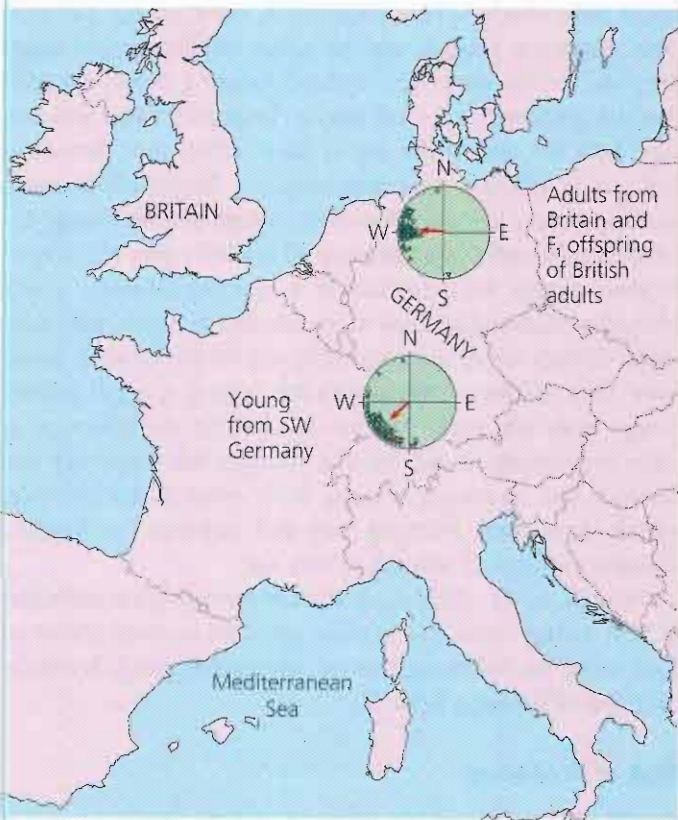 BRITAIN
N
W
E
S
Adults from
Britain and
F₁ offspring
of British
adults
GERMANY
N
W
E
S
Young
from SW
Germany
Mediterranean
Sea